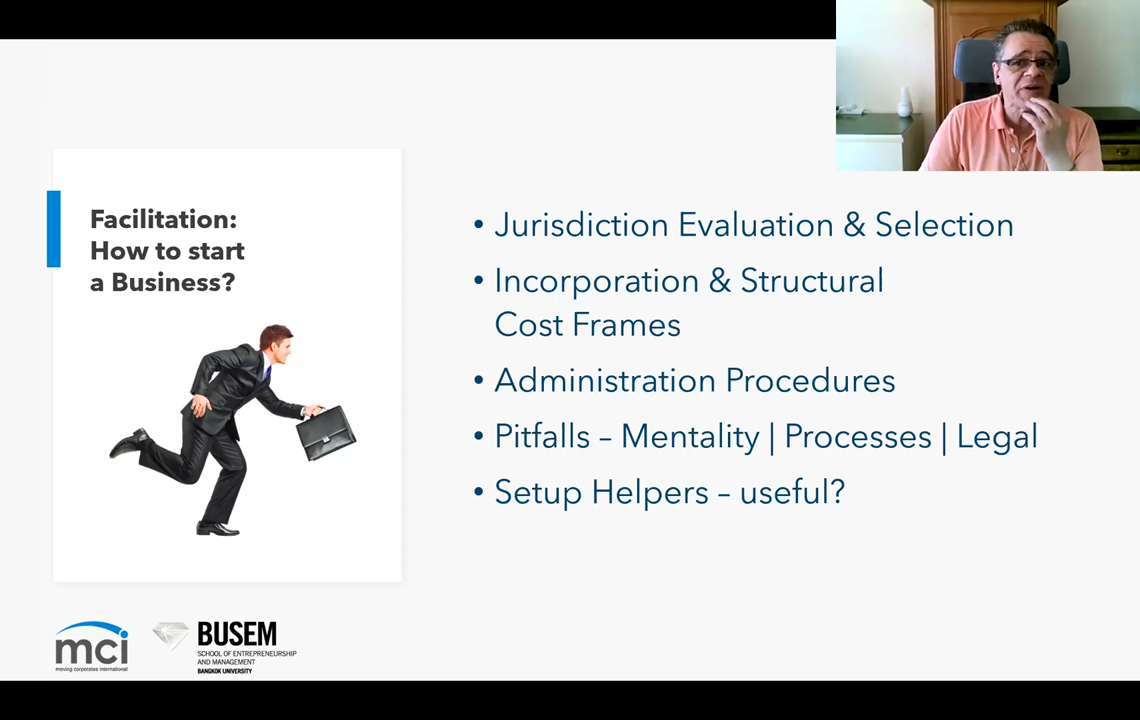 Facilitation:
How to start
a Business?
• Jurisdiction Evaluation & Selection
• Incorporation & Structural
Cost Frames
• Administration Procedures
• Pitfalls – Mentality | Processes | Legal
• Setup Helpers – useful?
mci
moving corporates international
BUSEM
SCHOOL OF ENTREPRENEURSHIP
AND MANAGEMENT
BANGKOK UNIVERSITY